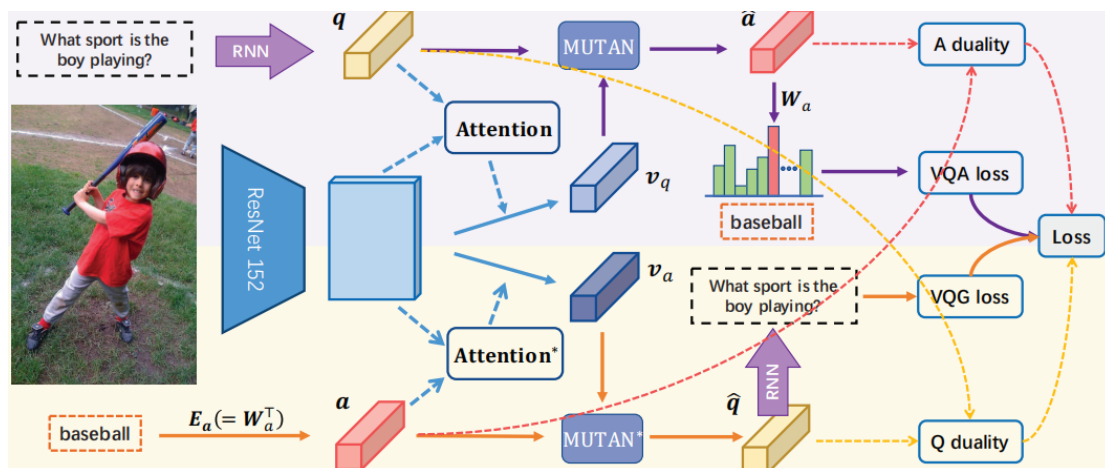 What sport is the
boy playing?
RNN
q
MUTAN
â
A duality
Attention
W_a
v_q
VQA loss
ResNet 152
baseball
Loss
v_a
What sport is the
boy playing?
VQG loss
Attention*
RNN
baseball
E_a(= W_a^⊤)
a
MUTAN*
q̂
Q duality